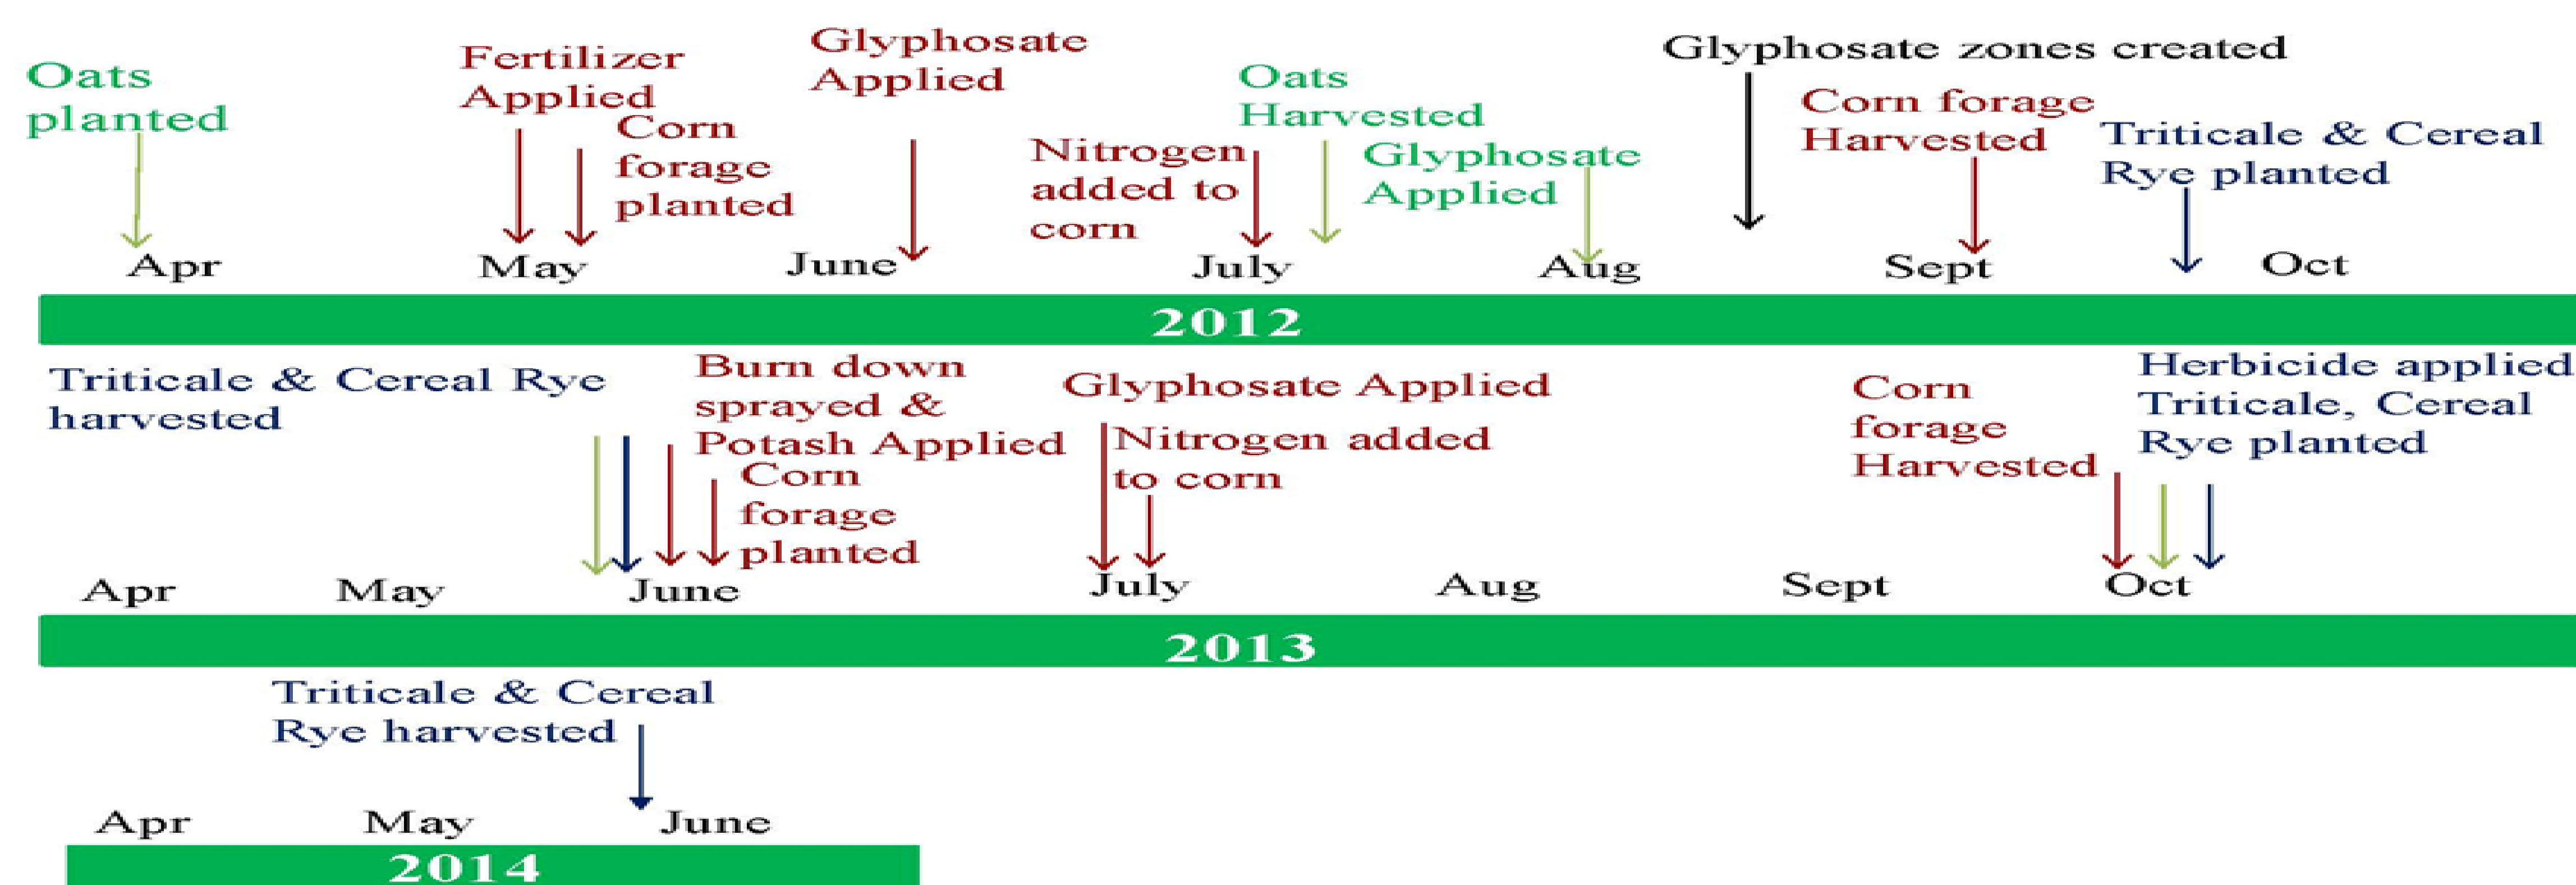 Oats
planted
Fertilizer
Applied
Corn
forage
planted
Glyphosate
Applied
Nitrogen
added to
corn
Oats
Harvested
Glyphosate
Applied
Glyphosate zones created
Corn forage
Harvested
Triticale & Cereal
Rye planted
Apr May June July Aug Sept Oct
2012
Triticale & Cereal Rye
harvested
Burn down
sprayed &
Potash Applied
Corn
forage
planted
Glyphosate Applied
Nitrogen added
to corn
Corn
forage
Harvested
Herbicide applied
Triticale, Cereal
Rye planted
Apr May June July Aug Sept Oct
2013
Triticale & Cereal
Rye harvested
Apr May June
2014